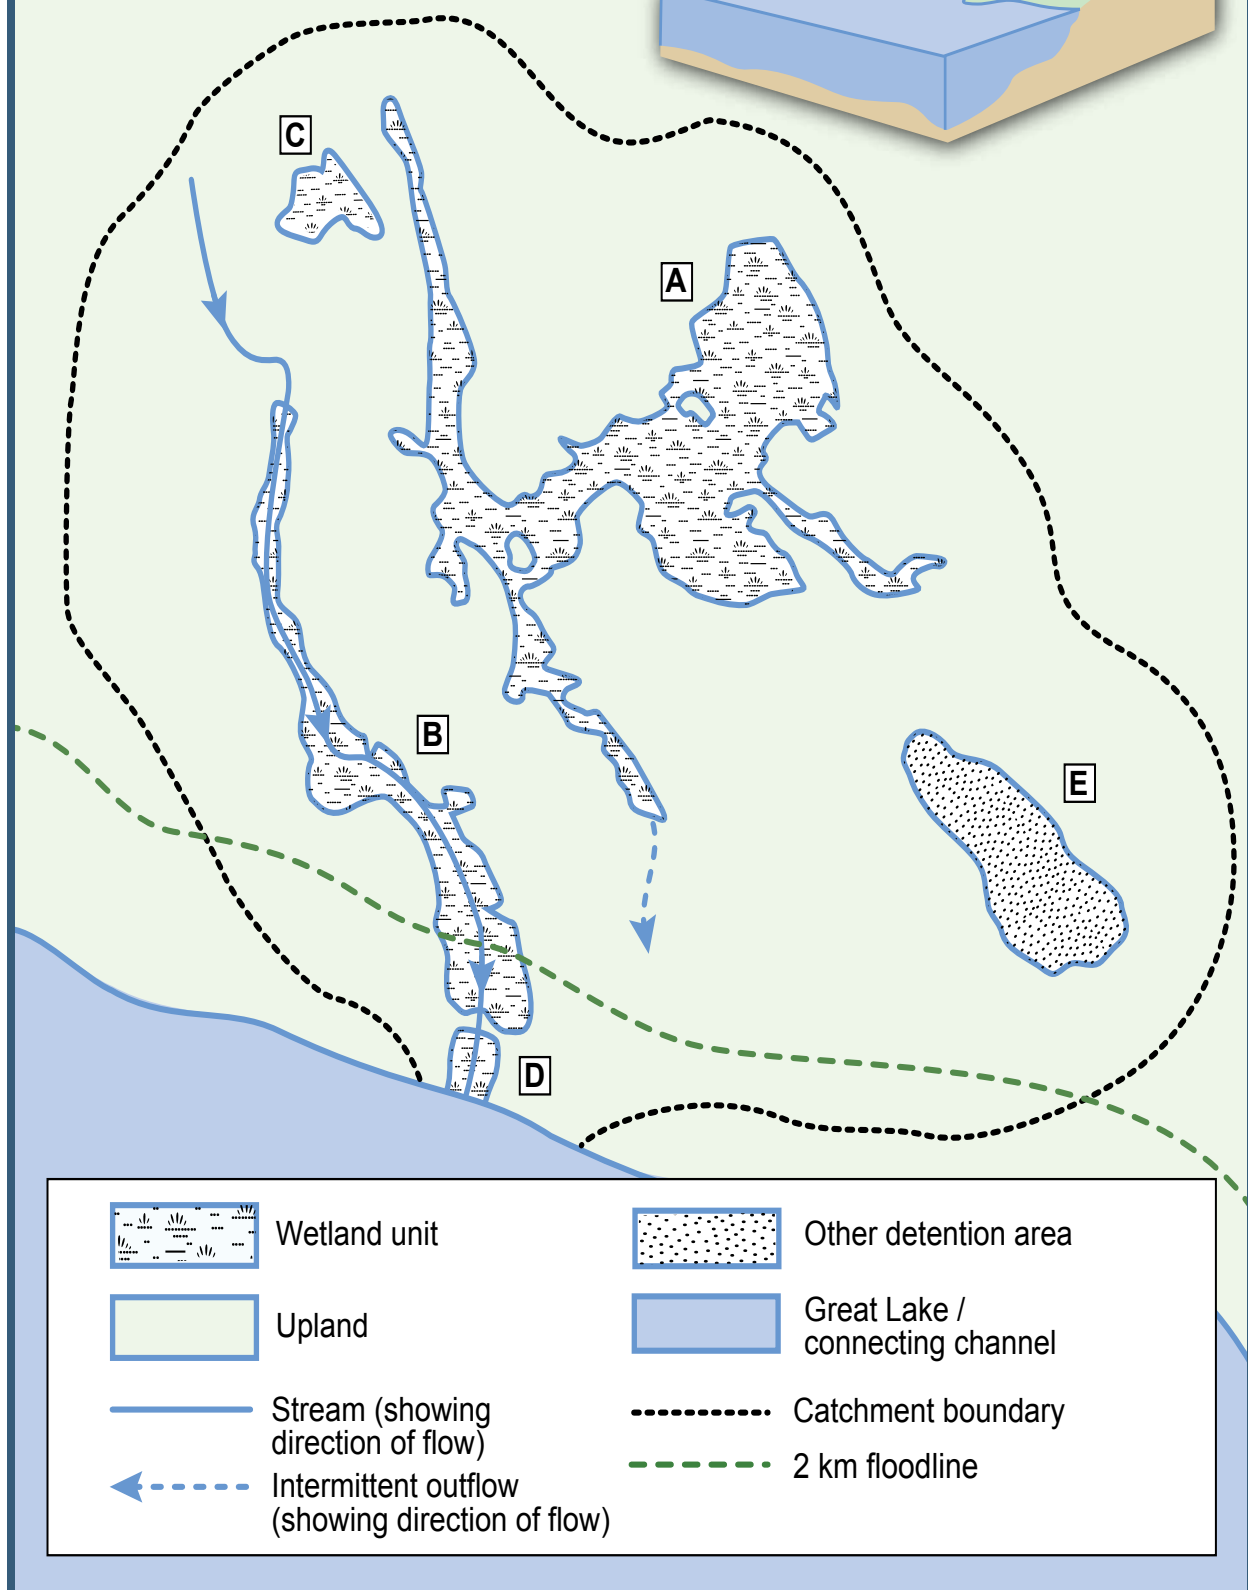 C
A
B
E
D
Wetland unit
Upland
Stream (showing
direction of flow)
Intermittent outflow
(showing direction of flow)
Other detention area
Great Lake /
connecting channel
Catchment boundary
2 km floodline